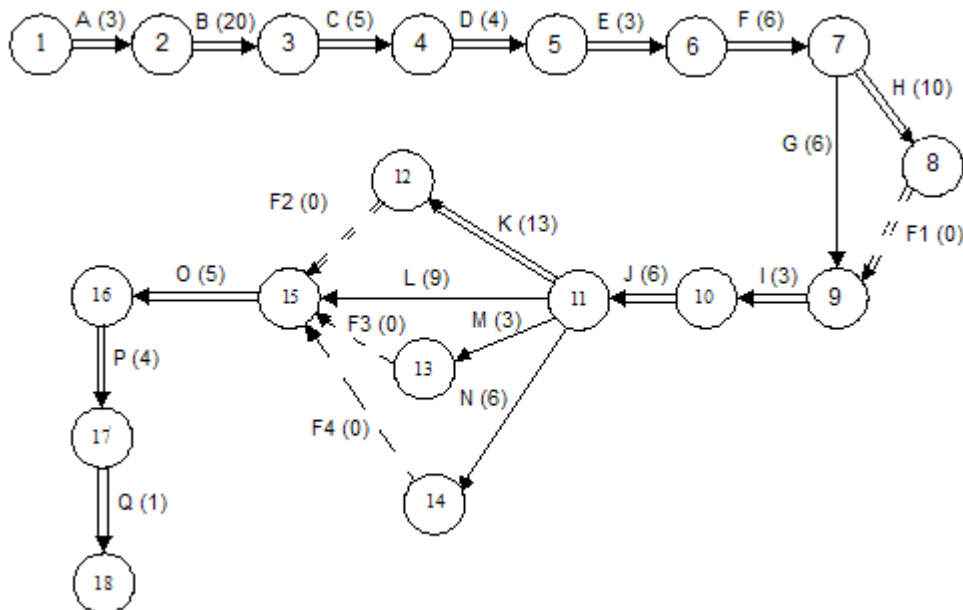 A (3)
B (20)
C (5)
D (4)
E (3)
F (6)
1
2
3
4
5
6
7
H (10)
G (6)
8
12
F2 (0)
K (13)
F1 (0)
O (5)
L (9)
J (6)
I (3)
16
15
11
10
9
F3 (0)
M (3)
P (4)
13
N (6)
F4 (0)
17
14
Q (1)
18